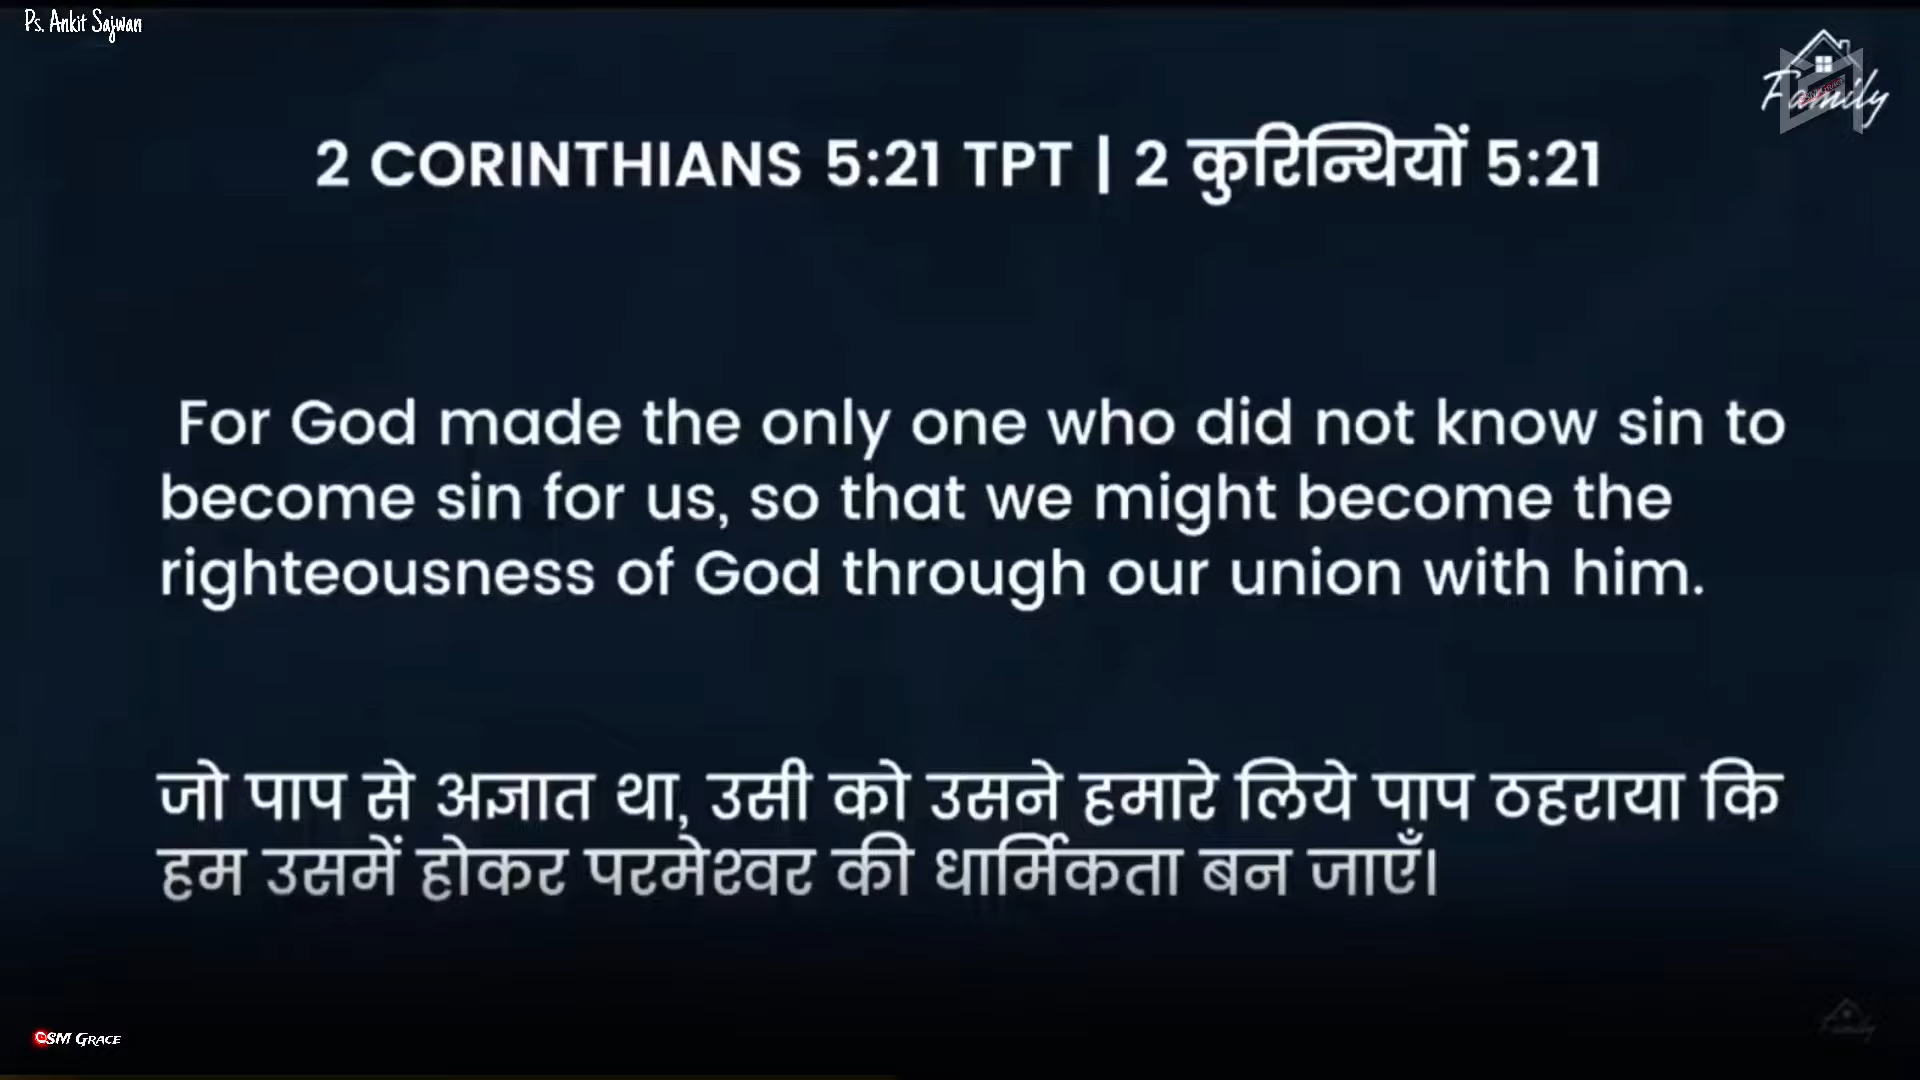 Ps. Ankit Sajwan
Family
2 CORINTHIANS 5:21 TPT | 2 कुरिन्थियों 5:21
For God made the only one who did not know sin to
become sin for us, so that we might become the
righteousness of God through our union with him.
जो पाप से अज्ञात था, उसी को उसने हमारे लिये पाप ठहराया कि
हम उसमें होकर परमेश्वर की धार्मिकता बन जाएँ।
Family
OSM GRACE